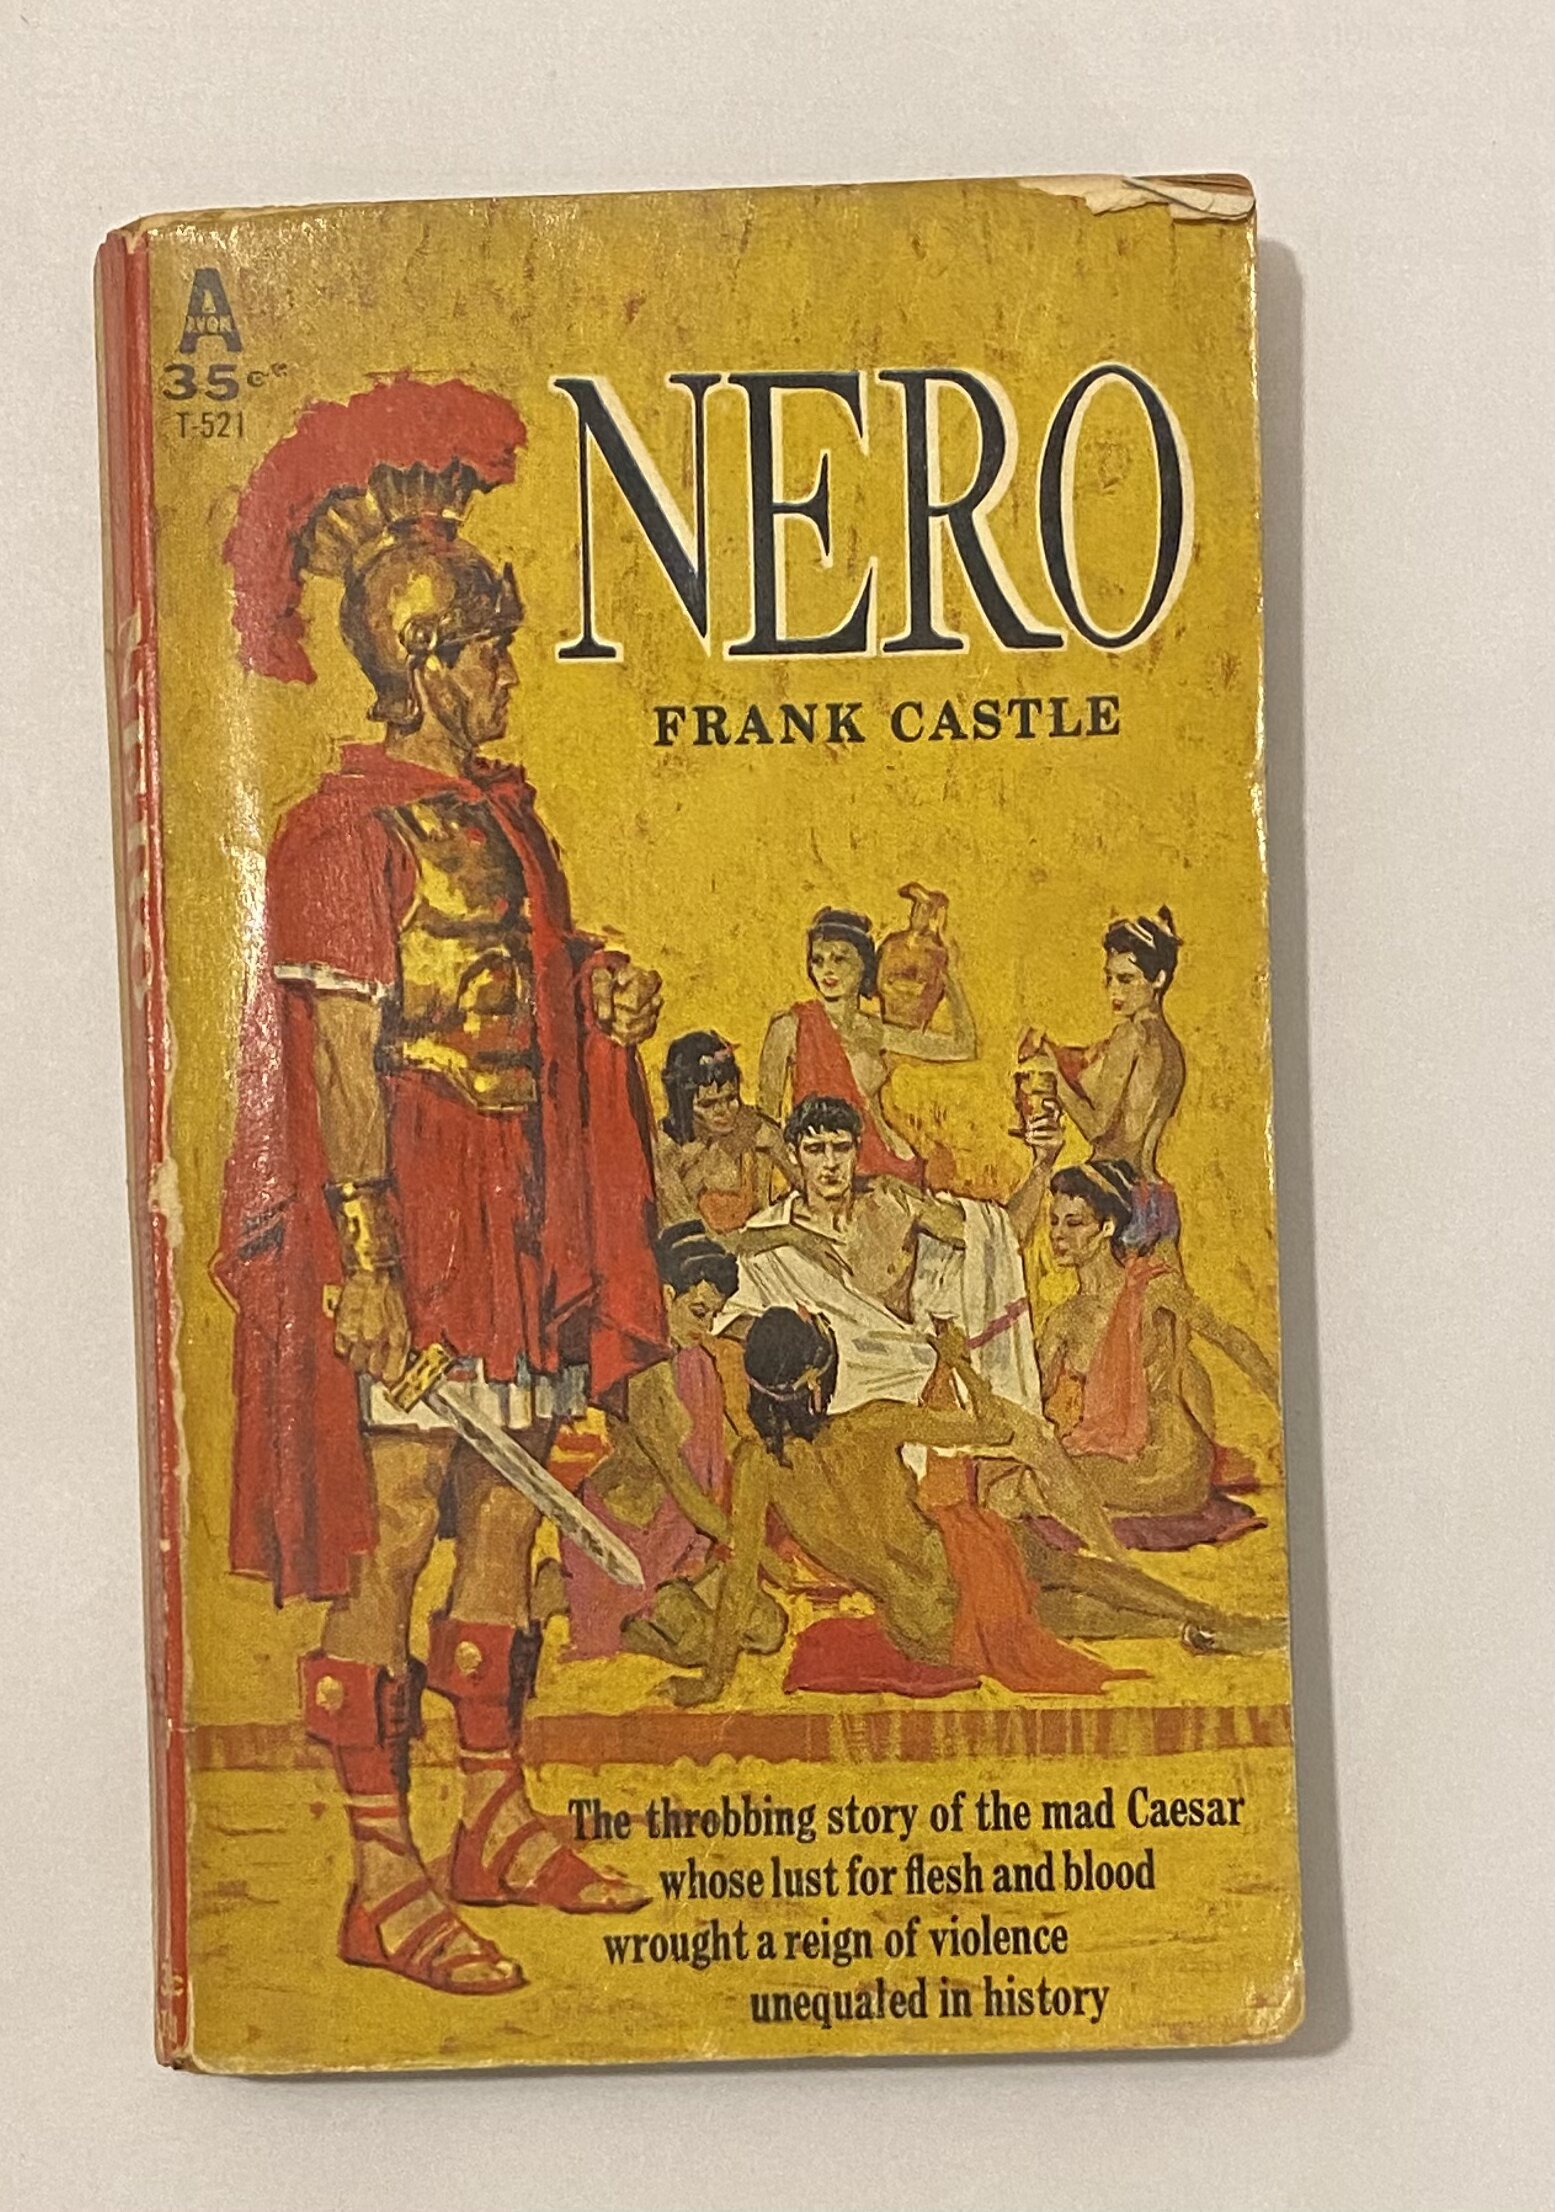 A
AVON
35¢
T-521
NERO
FRANK CASTLE
The throbbing story of the mad Caesar
whose lust for flesh and blood
wrought a reign of violence
unequaled in history